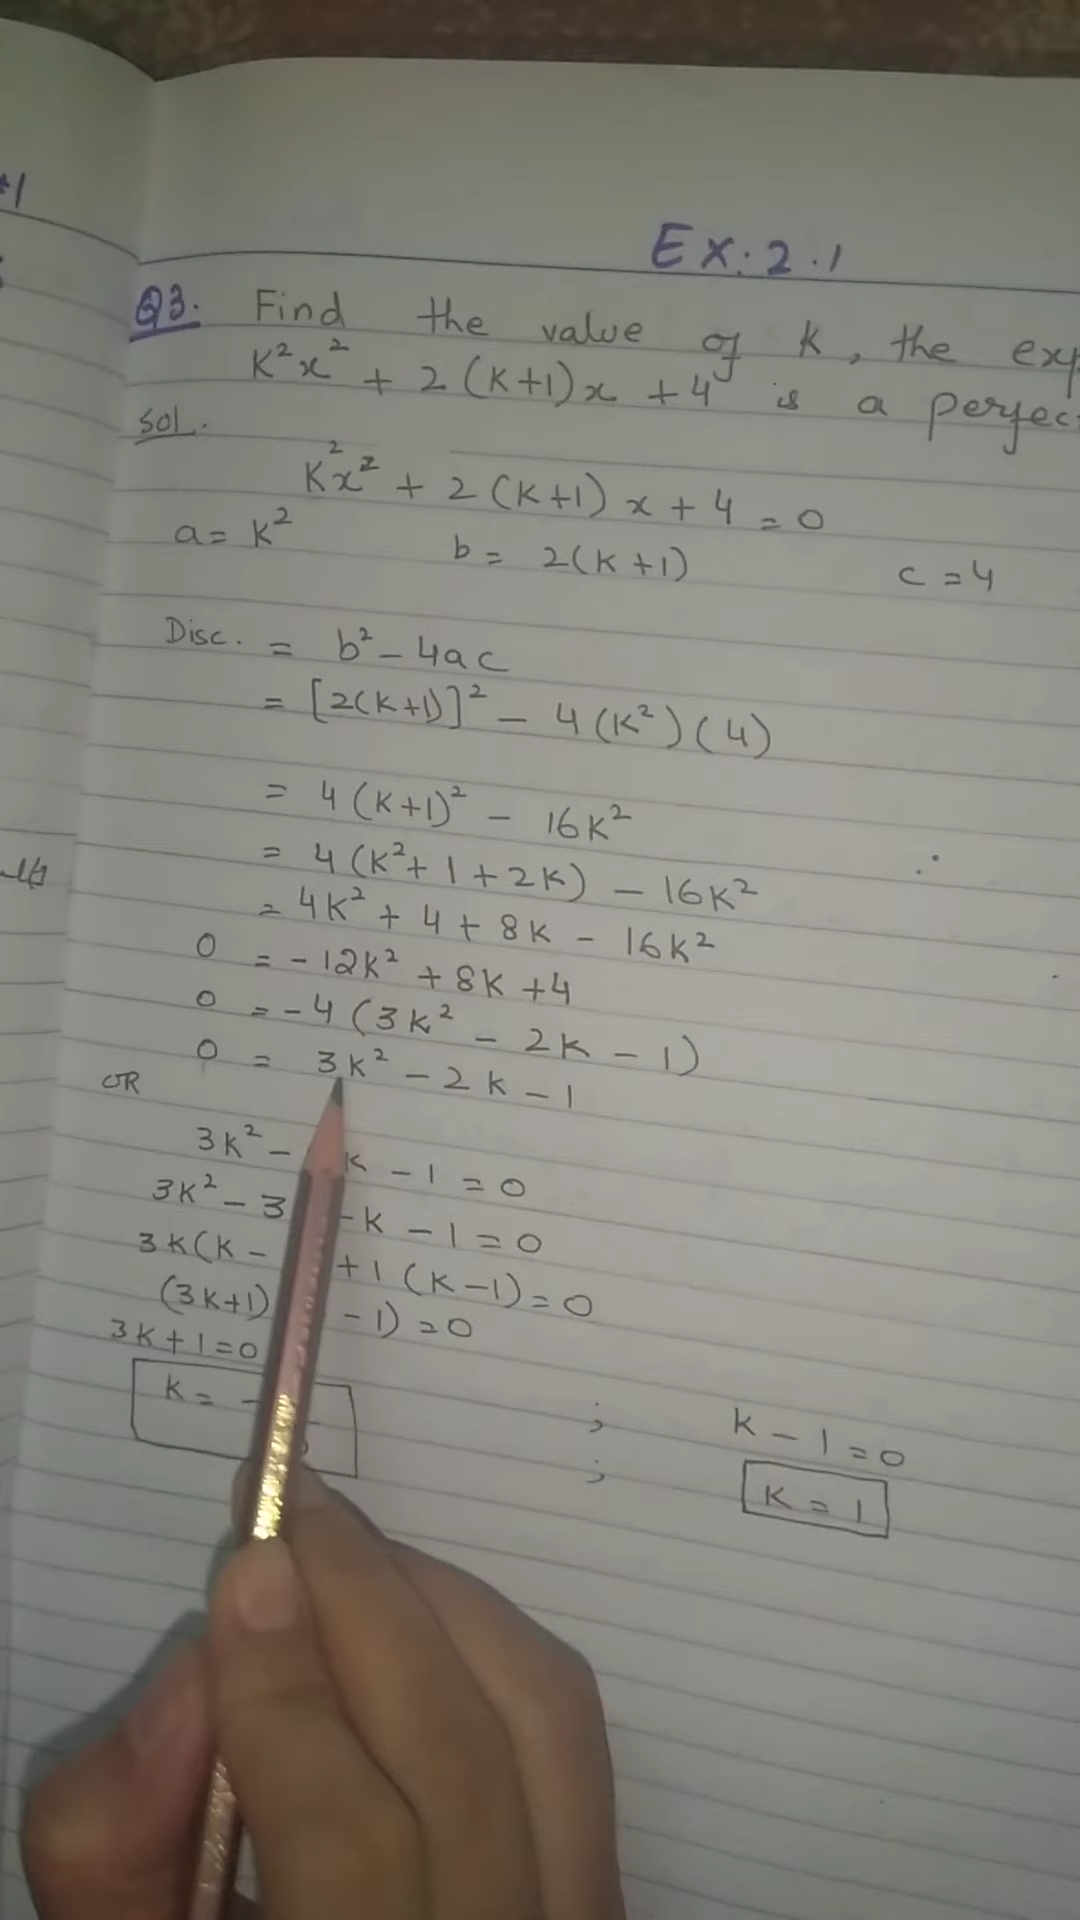 Ex. 2.1
Q3. Find the value of k, the
K²x² + 2(K+1)x + 4 is a
Sol.
K²x² + 2(K+1)x + 4 = 0
a = K² b = 2(K+1) c = 4
Disc. = b² - 4ac
= [2(K+1)]² - 4(K²)(4)
= 4(K+1)² - 16K²
= 4(K² + 1 + 2K) - 16K²
= 4K² + 4 + 8K - 16K²
0 = -12K² + 8K + 4
0 = -4(3K² - 2K - 1)
0 = 3K² - 2K - 1
OR
3K² - K - 1 = 0
3K² - 3 -K - 1 = 0
3K(K - +1(K-1) = 0
(3K+1) -1) = 0
3K+1=0
K = -
; K - 1 = 0
; K = 1